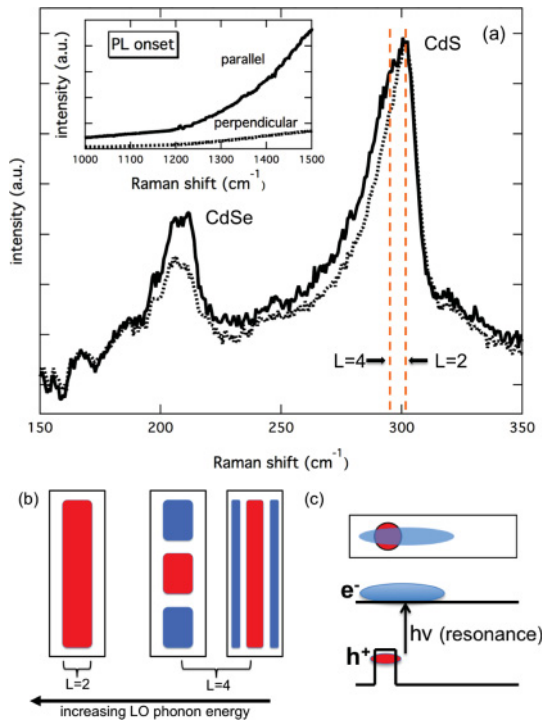 (a)
CdS
PL onset
parallel
perpendicular
intensity (a.u.)
1000 1100 1200 1300 1400 1500
Raman shift (cm⁻¹)
CdSe
intensity (a.u.)
L=4
L=2
150 200 250 300 350
Raman shift (cm⁻¹)
(b)
L=2
L=4
increasing LO phonon energy
(c)
e⁻
hν (resonance)
h⁺